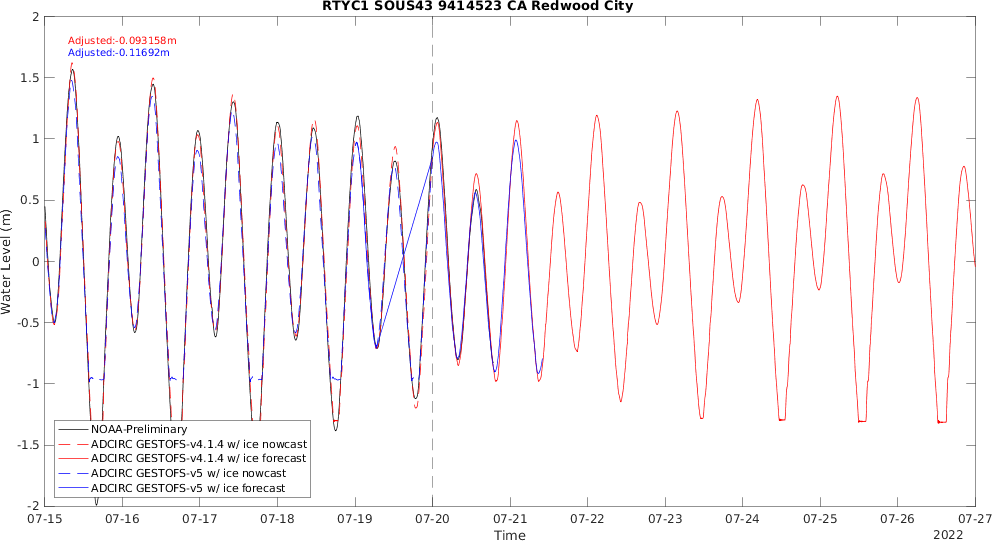 RTYC1 SOUS43 9414523 CA Redwood City
Adjusted:-0.093158m
Adjusted:-0.11692m
Water Level (m)
2
1.5
1
0.5
0
-0.5
-1
-1.5
-2
NOAA-Preliminary
ADCIRC GESTOFS-v4.1.4 w/ ice nowcast
ADCIRC GESTOFS-v4.1.4 w/ ice forecast
ADCIRC GESTOFS-v5 w/ ice nowcast
ADCIRC GESTOFS-v5 w/ ice forecast
07-15 07-16 07-17 07-18 07-19 07-20 07-21 07-22 07-23 07-24 07-25 07-26 07-27
Time
2022